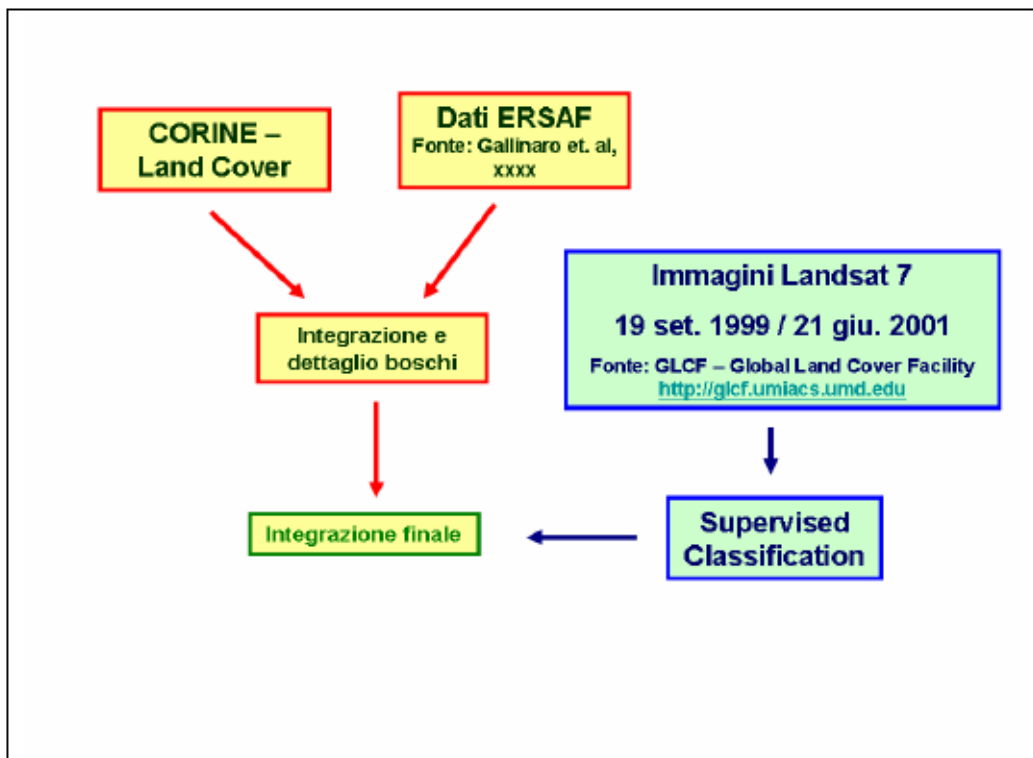 CORINE –
Land Cover
Dati ERSAF
Fonte: Gallinaro et. al,
xxxx
Immagini Landsat 7
19 set. 1999 / 21 giu. 2001
Fonte: GLCF – Global Land Cover Facility
http://glcf.umiacs.umd.edu
Integrazione e
dettaglio boschi
Integrazione finale
Supervised
Classification